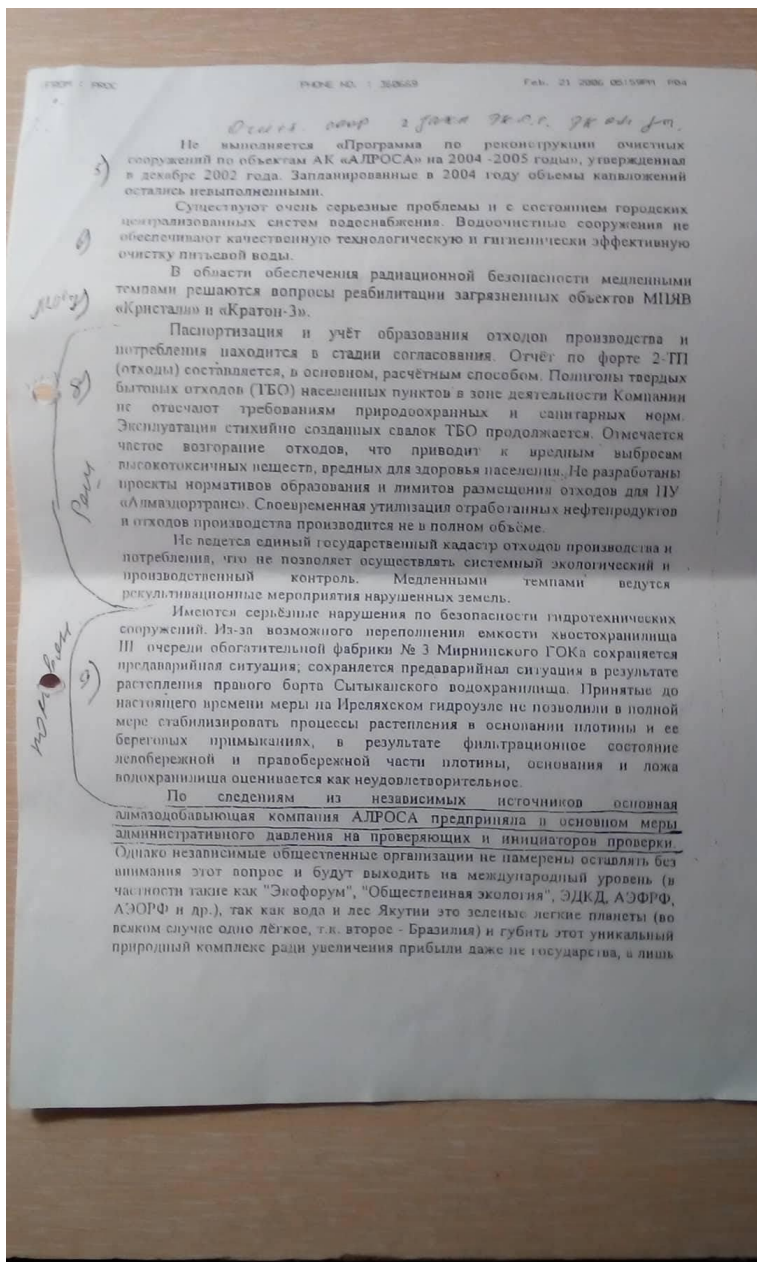 FROM : PROC PHONE NO. : 360669 Feb. 21 2006 05:59PM P04
2
Не выполняется «Программа по реконструкции очистных
5) сооружений по объектам АК «АЛРОСА» на 2004 -2005 годы», утвержденная
в декабре 2002 года. Запланированные в 2004 году объемы капвложений
остались невыполненными.
Существуют очень серьезные проблемы и с состоянием городских
централизованных систем водоснабжения. Водоочистные сооружения не
6) обеспечивают качественную технологическую и гигиенически эффективную
очистку питьевой воды.
В области обеспечения радиационной безопасности медленными
7) темпами решаются вопросы реабилитации загрязненных объектов МПЯВ
«Кристалл» и «Кратон-3».
Паспортизация и учёт образования отходов производства и
потребления находится в стадии согласования. Отчёт по форте 2-ТП
8) (отходы) составляется, в основном, расчётным способом. Полигоны твердых
бытовых отходов (ТБО) населенных пунктов в зоне деятельности Компании
не отвечают требованиям природоохранных и санитарных норм.
Эксплуатация стихийно созданных свалок ТБО продолжается. Отмечается
частое возгорание отходов, что приводит к вредным выбросам
высокотоксичных веществ, вредных для здоровья населения. Не разработаны
проекты нормативов образования и лимитов размещения отходов для ПУ
«Алмаздортранс». Своевременная утилизация отработанных нефтепродуктов
и отходов производства производится не в полном объёме.
Не ведется единый государственный кадастр отходов производства и
потребления, что не позволяет осуществлять системный экологический и
производственный контроль. Медленными темпами ведутся
рекультивационные мероприятия нарушенных земель.
Имеются серьёзные нарушения по безопасности гидротехнических
сооружений. Из-за возможного переполнения емкости хвостохранилища
III очереди обогатительной фабрики № 3 Мирнинского ГОКа сохраняется
9) предаварийная ситуация; сохраняется предаварийная ситуация в результате
растепления правого борта Сытыканского водохранилища. Принятые до
настоящего времени меры на Иреляхском гидроузле не позволили в полной
мере стабилизировать процессы растепления в основании плотины и ее
береговых примыканиях, в результате фильтрационное состояние
левобережной и правобережной части плотины, основания и ложа
водохранилища оценивается как неудовлетворительное.
По сведениям из независимых источников основная
алмазодобавыющая компания АЛРОСА предприняла в основном меры
административного давления на проверяющих и инициаторов проверки.
Однако независимые общественные организации не намерены оставлять без
внимания этот вопрос и будут выходить на международный уровень (в
частности такие как "Экофорум", "Общественная экология", ЭДКД, АЭФРФ,
АЭОРФ и др.), так как вода и лес Якутии это зеленые легкие планеты (во
всяком случае одно лёгкое, т.к. второе - Бразилия) и губить этот уникальный
природный комплекс ради увеличения прибыли даже не государства, а лишь